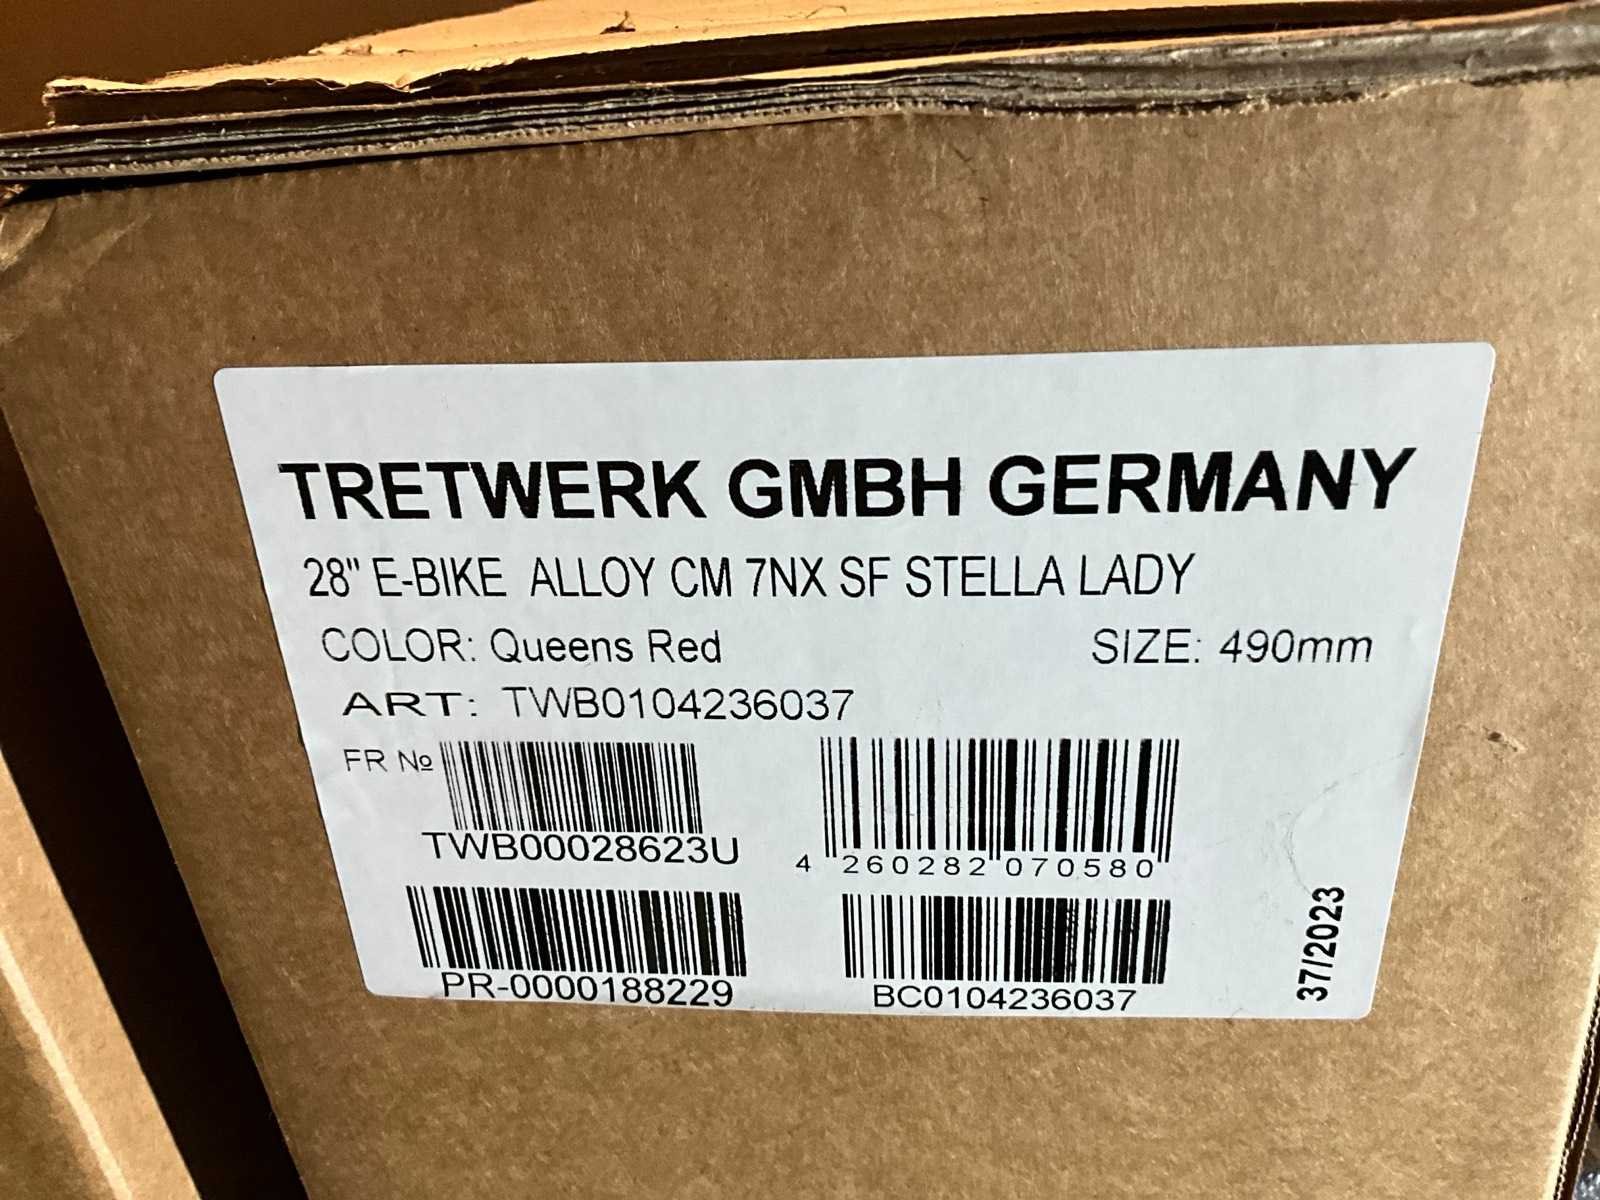 TRETWERK GMBH GERMANY
28" E-BIKE ALLOY CM 7NX SF STELLA LADY
COLOR: Queens Red SIZE: 490mm
ART: TWB0104236037
FR №
TWB00028623U
4 260282 070580
PR-0000188229
BC0104236037
37/2023